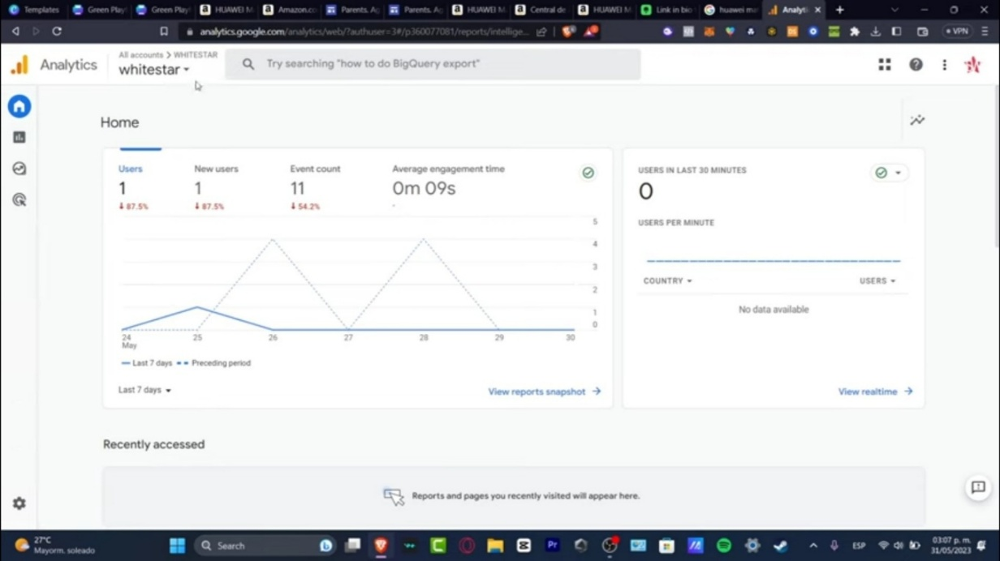 Templates
Green Play
Green Play
HUAWEI M
Amazon.co
Parents. Ag
Parents. Ag
HUAWEI M
Central de
HUAWEI M
Link in bio
huawei ma
Analyti
analytics.google.com/analytics/web/?authuser=3#/p360077081/reports/intellige...
VPN
Analytics
All accounts > WHITESTAR
whitestar
Try searching "how to do BigQuery export"
Home
Users New users Event count Average engagement time
1 1 11 0m 09s
87.5% 87.5% 54.2% -
5
4
3
2
1
0
24 25 26 27 28 29 30
May
Last 7 days Preceding period
Last 7 days
View reports snapshot
USERS IN LAST 30 MINUTES
0
USERS PER MINUTE
COUNTRY USERS
No data available
View realtime
Recently accessed
Reports and pages you recently visited will appear here.
27°C
Mayorm. soleado
Search
Pr
ESP
03:07 p. m.
31/05/2023